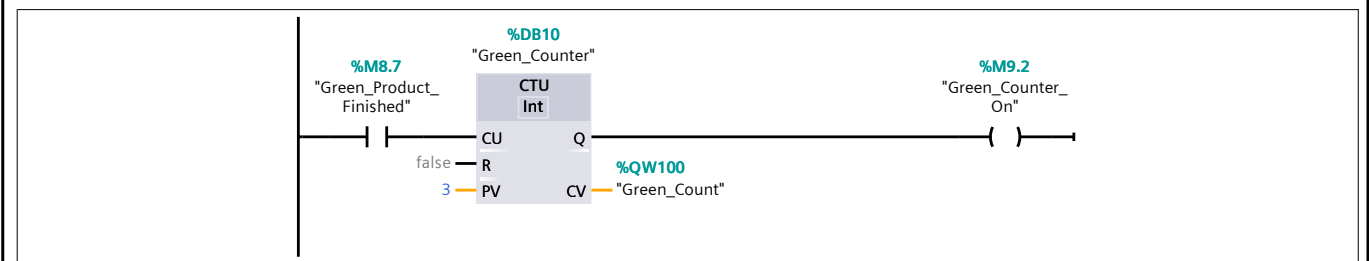 %DB10
"Green_Counter"
%M8.7
"Green_Product_
Finished"
CTU
Int
%M9.2
"Green_Counter_
On"
CU Q
false R
%QW100
3 PV CV "Green_Count"